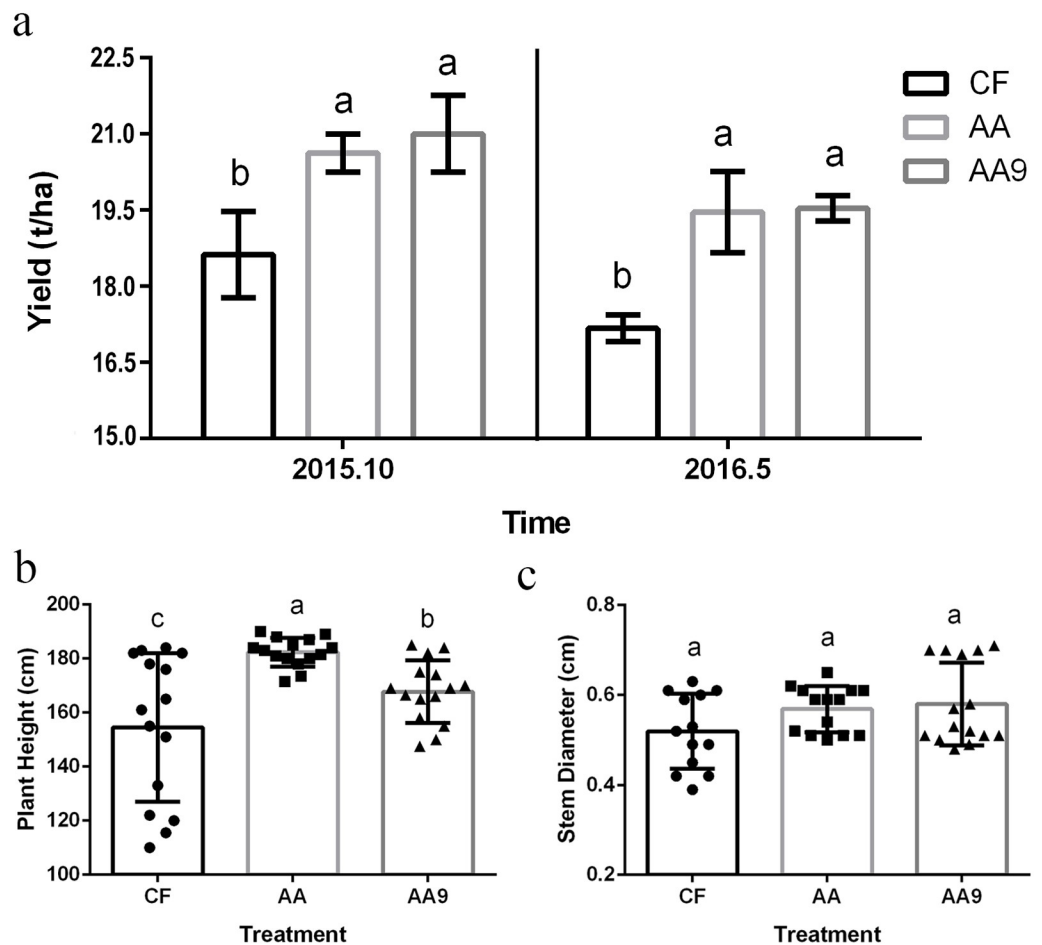 a
22.5
21.0
19.5
18.0
16.5
15.0
Yield (t/ha)
b
a
a
b
a
a
CF
AA
AA9
2015.10
2016.5
Time
b
200
180
160
140
120
100
Plant Height (cm)
c
a
b
CF
AA
AA9
Treatment
c
0.8
0.6
0.4
0.2
Stem Diameter (cm)
a
a
a
CF
AA
AA9
Treatment